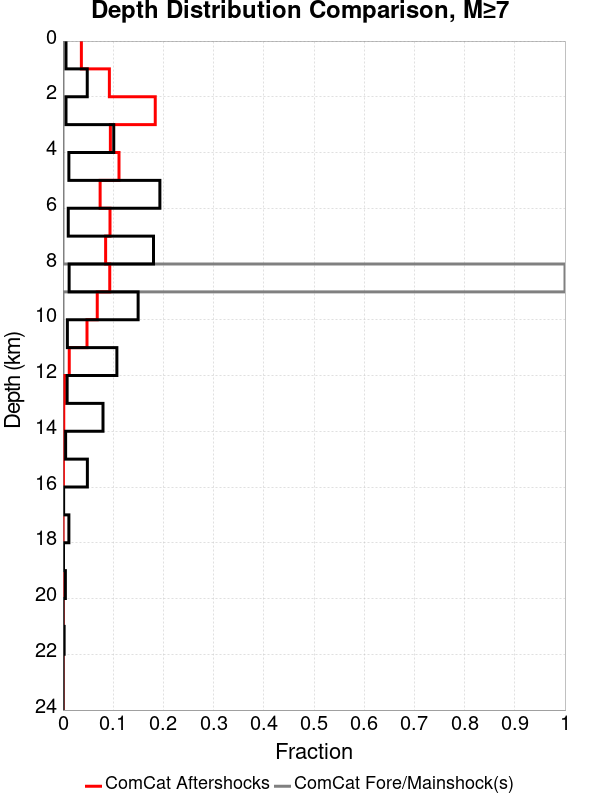 Depth Distribution Comparison, M≥7
0
2
4
6
8
10
12
14
16
18
20
22
24
Depth (km)
0 0.1 0.2 0.3 0.4 0.5 0.6 0.7 0.8 0.9 1
Fraction
ComCat Aftershocks ComCat Fore/Mainshock(s)